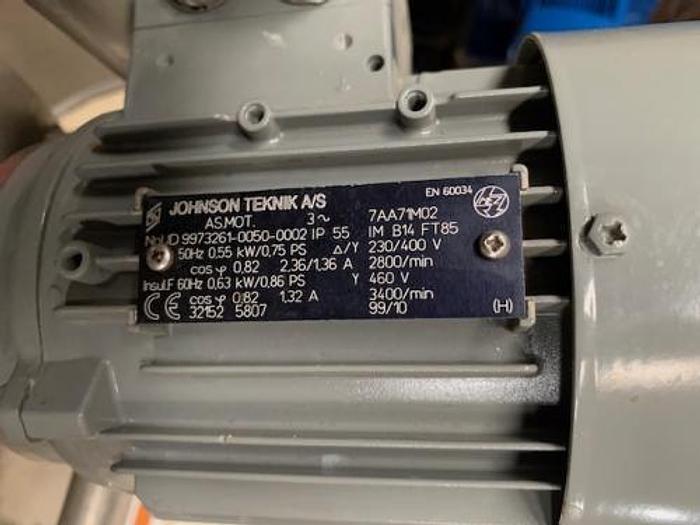 JOHNSON TEKNIK A/S EN 60034
AS.MOT. 3~ 7AA71M02
No\I.D 9973261-0050-0002 IP 55 IM B14 FT85
50Hz 0,55 kW/0,75 PS Δ/Y 230/400 V
cos φ 0,82 2,36/1,36 A 2800/min
Insul.F 60Hz 0,63 kW/0,86 PS Y 460 V
CE cos φ 0,82 1,32 A 3400/min
32152 5807 99/10 (H)